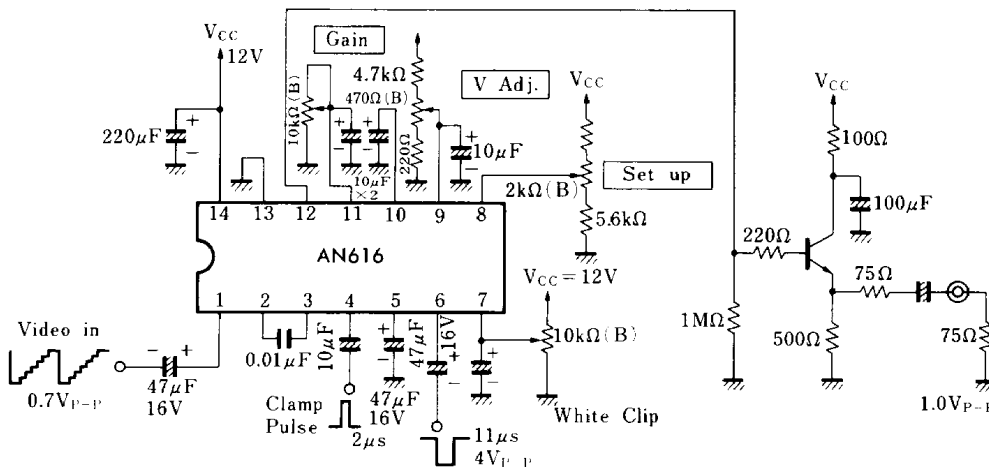 VCC
12V
Gain
4.7kΩ
470Ω(B)
10kΩ(B)
220Ω
V Adj.
VCC
VCC
220μF
+
−
+
−
+
−
10μF
×2
+
10μF
−
2kΩ(B)
Set up
5.6kΩ
100Ω
100μF
14 13 12 11 10 9 8
AN616
1 2 3 4 5 6 7
220Ω
75Ω
1MΩ
500Ω
75Ω
1.0VP-P
VCC=12V
10kΩ(B)
White Clip
Video in
0.7VP-P
− +
47μF
16V
0.01μF
10μF
Clamp
Pulse
2μs
+
−
47μF
16V
47μF
16V
+
−
+
−
11μs
4VP-P